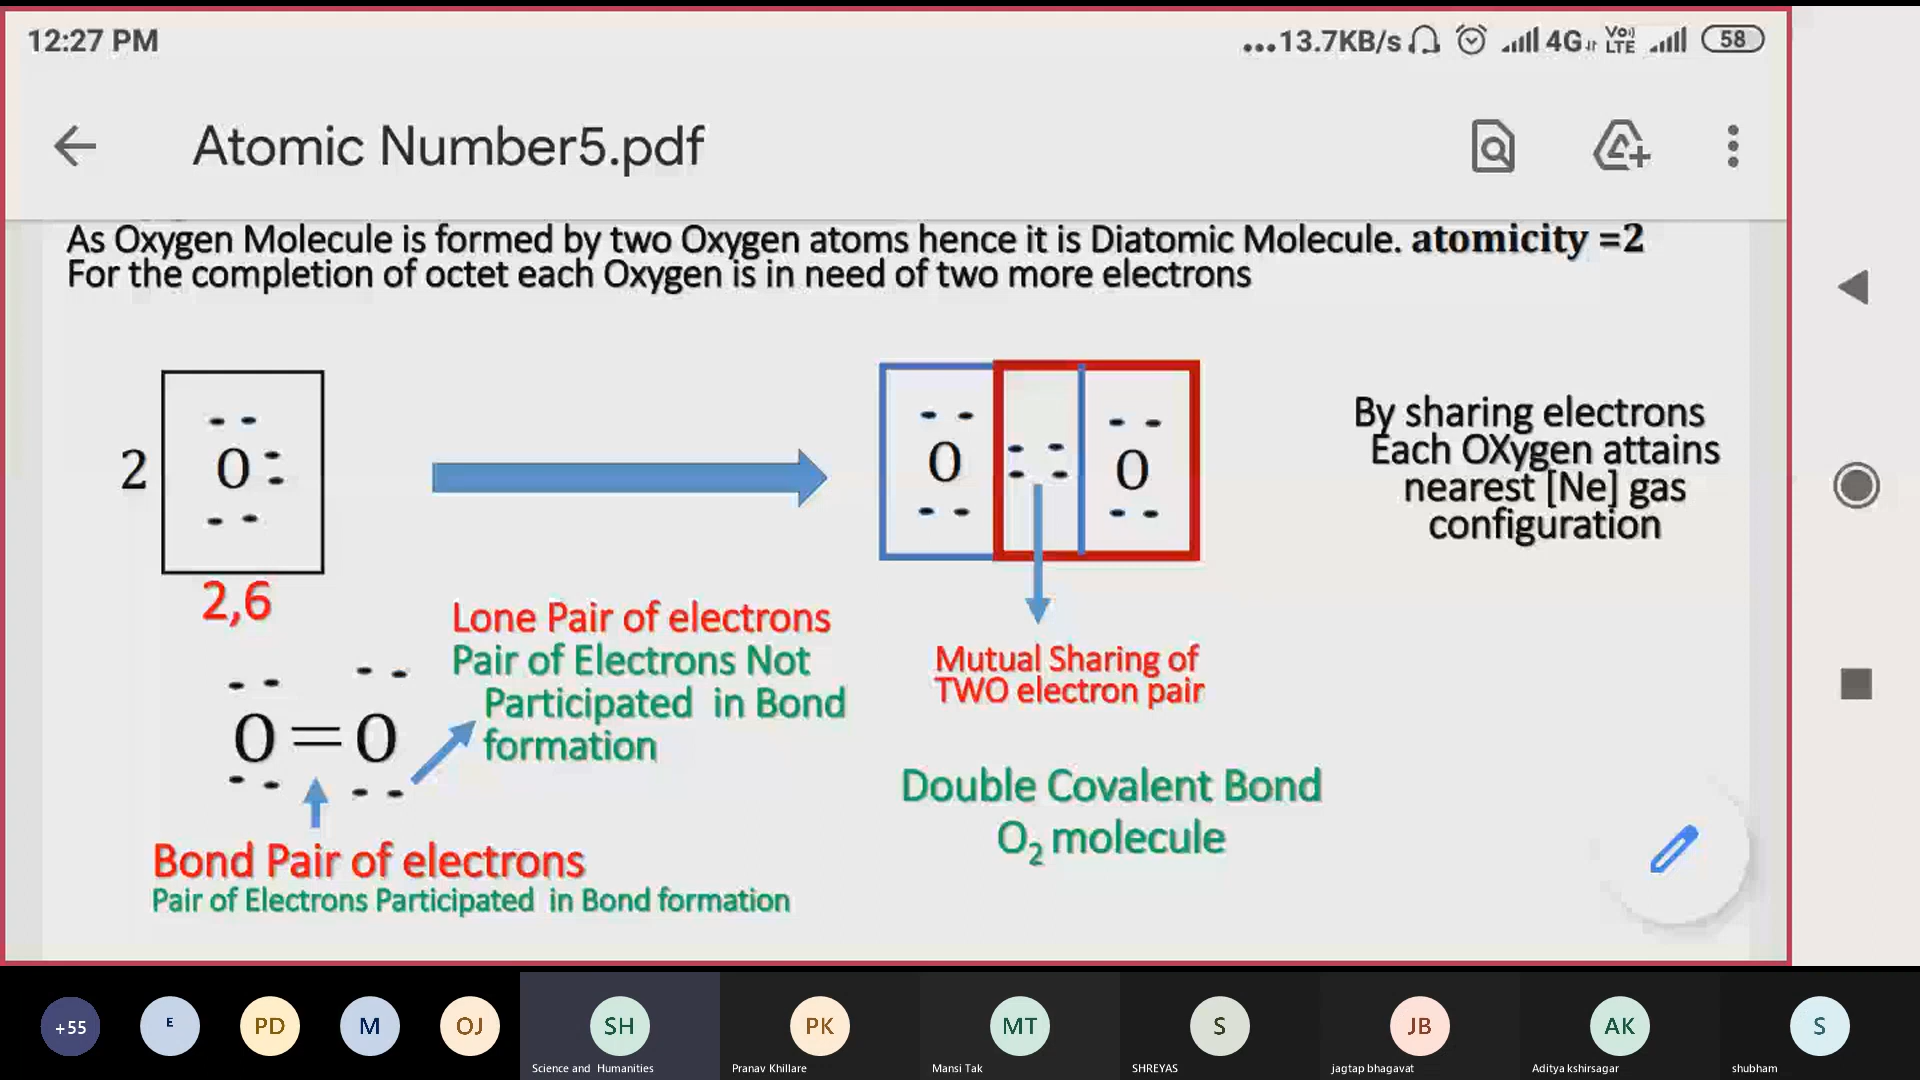 12:27 PM
...13.7KB/s 4G Vo) LTE 58
Atomic Number5.pdf
As Oxygen Molecule is formed by two Oxygen atoms hence it is Diatomic Molecule. atomicity =2
For the completion of octet each Oxygen is in need of two more electrons
2 O
2,6
O O
By sharing electrons
Each OXygen attains
nearest [Ne] gas
configuration
Mutual Sharing of
TWO electron pair
Lone Pair of electrons
Pair of Electrons Not
Participated in Bond
formation
O=O
Bond Pair of electrons
Pair of Electrons Participated in Bond formation
Double Covalent Bond
O₂ molecule
+55 E PD M OJ SH PK MT S JB AK S
Science and Humanities Pranav Khillare Mansi Tak SHREYAS jagtap bhagavat Aditya kshirsagar shubham